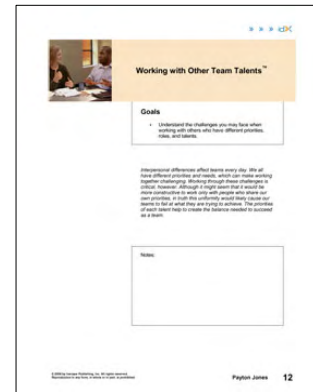 » » » idX
Working with Other Team Talents™
Goals
• Understand the challenges you may face when
working with others who have different priorities,
roles, and talents.
Interpersonal differences affect teams every day. We all
have different priorities and needs, which can make working
together challenging. Working through these challenges is
critical, however. Although it might seem that it would be
more constructive to work only with people who share our
own priorities, in truth this uniformity would likely cause our
teams to fail at what they are trying to achieve. The priorities
of each talent help to create the balance needed to succeed
as a team.
Notes:
Payton Jones 12